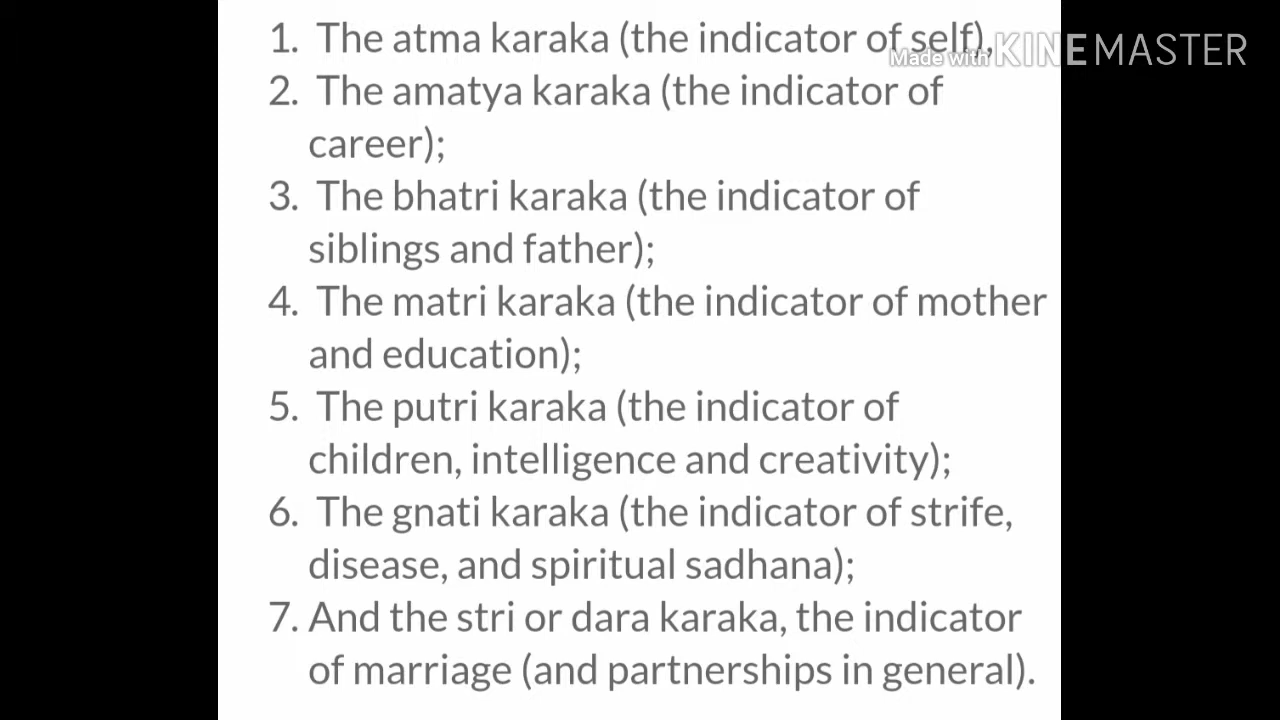 1. The atma karaka (the indicator of self),
Made with KINEMASTER
2. The amatya karaka (the indicator of
career);
3. The bhatri karaka (the indicator of
siblings and father);
4. The matri karaka (the indicator of mother
and education);
5. The putri karaka (the indicator of
children, intelligence and creativity);
6. The gnati karaka (the indicator of strife,
disease, and spiritual sadhana);
7. And the stri or dara karaka, the indicator
of marriage (and partnerships in general).